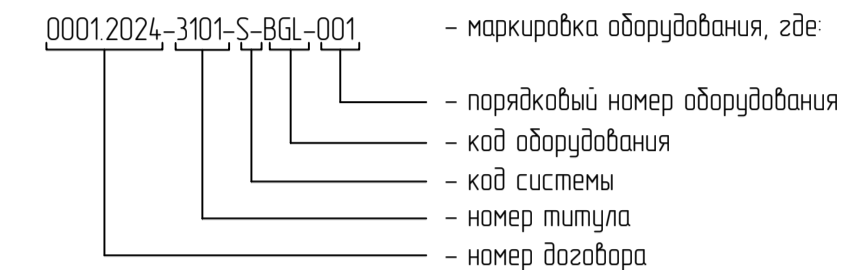 0001.2024-3101-S-BGL-001 - маркировка оборудования, где:
- порядковый номер оборудования
- код оборудования
- код системы
- номер титула
- номер договора